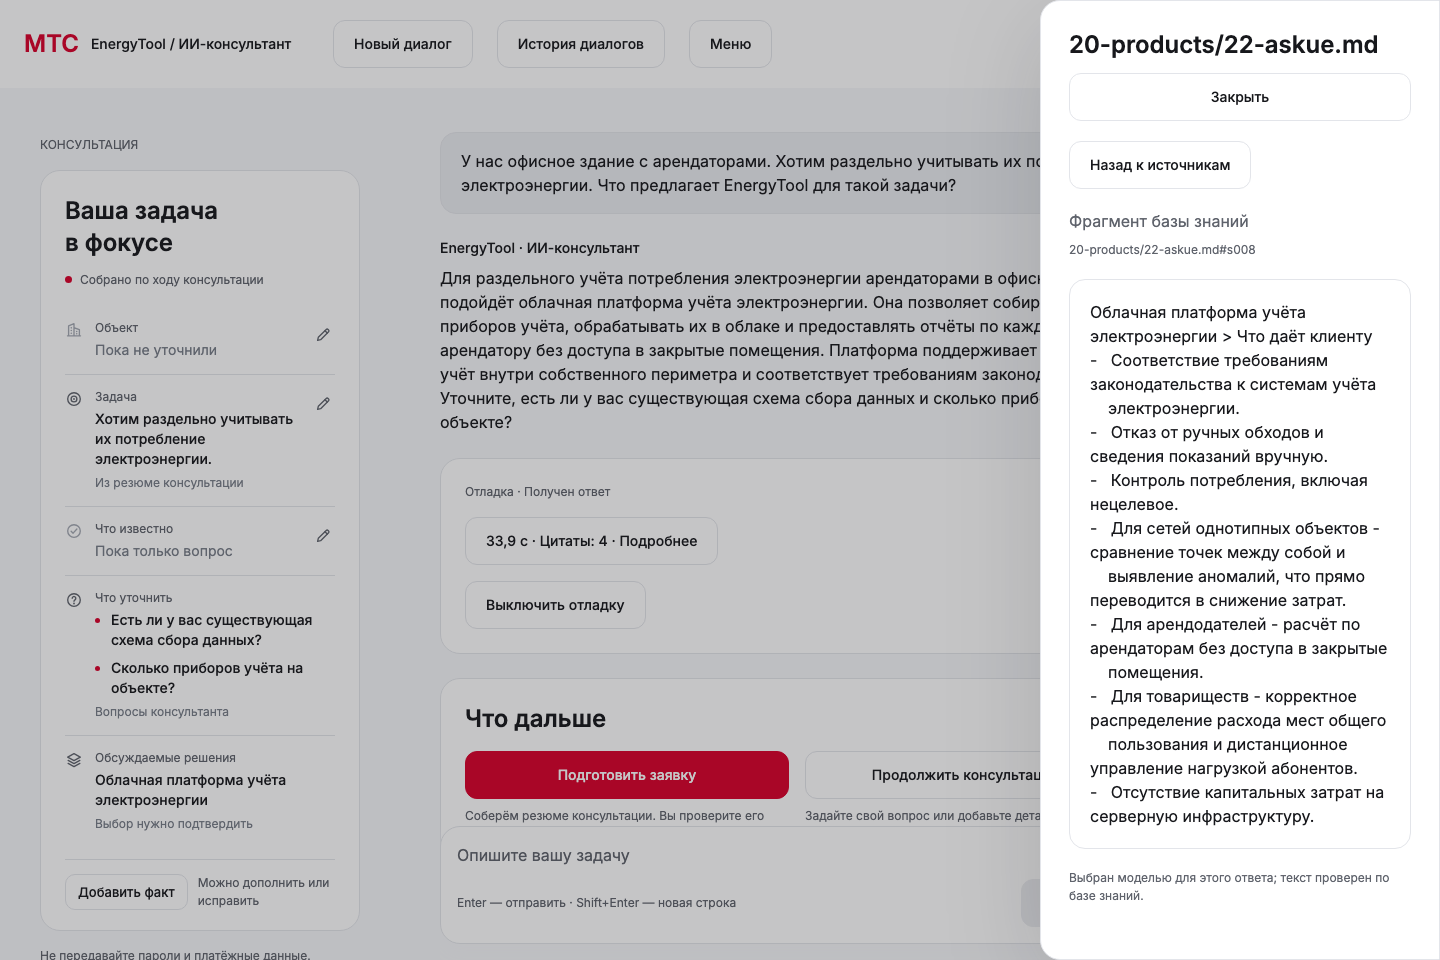 МТС
EnergyTool / ИИ-консультант
Новый диалог
История диалогов
Меню
КОНСУЛЬТАЦИЯ
Ваша задача
в фокусе
Собрано по ходу консультации
Объект
Пока не уточнили
Задача
Хотим раздельно учитывать
их потребление
электроэнергии.
Из резюме консультации
Что известно
Пока только вопрос
Что уточнить
Есть ли у вас существующая
схема сбора данных?
Сколько приборов учёта на
объекте?
Вопросы консультанта
Обсуждаемые решения
Облачная платформа учёта
электроэнергии
Выбор нужно подтвердить
Добавить факт
Можно дополнить или
исправить
Не передавайте пароли и платёжные данные.
У нас офисное здание с арендаторами. Хотим раздельно учитывать их
электроэнергии. Что предлагает EnergyTool для такой задачи?
EnergyTool · ИИ-консультант
Для раздельного учёта потребления электроэнергии арендаторами в
подойдёт облачная платформа учёта электроэнергии. Она позволяет
приборов учёта, обрабатывать их в облаке и предоставлять отчёты по
арендатору без доступа в закрытые помещения. Платформа поддерживает
учёт внутри собственного периметра и соответствует требованиям
Уточните, есть ли у вас существующая схема сбора данных и сколько
объекте?
Отладка · Получен ответ
33,9 с · Цитаты: 4 · Подробнее
Выключить отладку
Что дальше
Подготовить заявку
Продолжить
Соберём резюме консультации. Вы проверите его
Задайте свой вопрос или добавьте
Опишите вашу задачу
Enter — отправить · Shift+Enter — новая строка
20-products/22-askue.md
Закрыть
Назад к источникам
Фрагмент базы знаний
20-products/22-askue.md#s008
Облачная платформа учёта
электроэнергии > Что даёт клиенту
- Соответствие требованиям
законодательства к системам учёта
электроэнергии.
- Отказ от ручных обходов и
сведения показаний вручную.
- Контроль потребления, включая
нецелевое.
- Для сетей однотипных объектов -
сравнение точек между собой и
выявление аномалий, что прямо
переводится в снижение затрат.
- Для арендодателей - расчёт по
арендаторам без доступа в закрытые
помещения.
- Для товариществ - корректное
распределение расхода мест общего
пользования и дистанционное
управление нагрузкой абонентов.
- Отсутствие капитальных затрат на
серверную инфраструктуру.
Выбран моделью для этого ответа; текст проверен по
базе знаний.